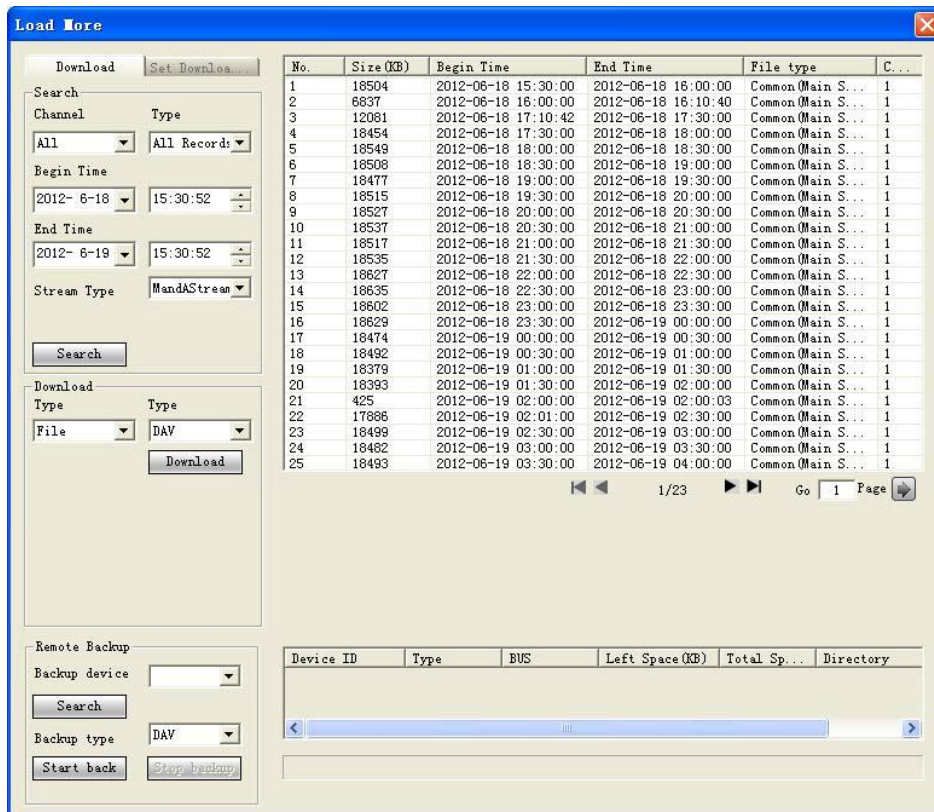 Load More
Download Set Downloa...
Search
Channel Type
All All Records
Begin Time
2012- 6-18 15:30:52
End Time
2012- 6-19 15:30:52
Stream Type MandAStream
Search
Download
Type Type
File DAV
Download
Remote Backup
Backup device
Search
Backup type DAV
Start back Stop backup
No. Size(KB) Begin Time End Time File type C...
1 18504 2012-06-18 15:30:00 2012-06-18 16:00:00 Common(Main S... 1
2 6837 2012-06-18 16:00:00 2012-06-18 16:10:40 Common(Main S... 1
3 12081 2012-06-18 17:10:42 2012-06-18 17:30:00 Common(Main S... 1
4 18454 2012-06-18 17:30:00 2012-06-18 18:00:00 Common(Main S... 1
5 18549 2012-06-18 18:00:00 2012-06-18 18:30:00 Common(Main S... 1
6 18508 2012-06-18 18:30:00 2012-06-18 19:00:00 Common(Main S... 1
7 18477 2012-06-18 19:00:00 2012-06-18 19:30:00 Common(Main S... 1
8 18515 2012-06-18 19:30:00 2012-06-18 20:00:00 Common(Main S... 1
9 18527 2012-06-18 20:00:00 2012-06-18 20:30:00 Common(Main S... 1
10 18537 2012-06-18 20:30:00 2012-06-18 21:00:00 Common(Main S... 1
11 18517 2012-06-18 21:00:00 2012-06-18 21:30:00 Common(Main S... 1
12 18535 2012-06-18 21:30:00 2012-06-18 22:00:00 Common(Main S... 1
13 18627 2012-06-18 22:00:00 2012-06-18 22:30:00 Common(Main S... 1
14 18635 2012-06-18 22:30:00 2012-06-18 23:00:00 Common(Main S... 1
15 18602 2012-06-18 23:00:00 2012-06-18 23:30:00 Common(Main S... 1
16 18629 2012-06-18 23:30:00 2012-06-19 00:00:00 Common(Main S... 1
17 18474 2012-06-19 00:00:00 2012-06-19 00:30:00 Common(Main S... 1
18 18492 2012-06-19 00:30:00 2012-06-19 01:00:00 Common(Main S... 1
19 18379 2012-06-19 01:00:00 2012-06-19 01:30:00 Common(Main S... 1
20 18393 2012-06-19 01:30:00 2012-06-19 02:00:00 Common(Main S... 1
21 425 2012-06-19 02:00:00 2012-06-19 02:00:03 Common(Main S... 1
22 17886 2012-06-19 02:01:00 2012-06-19 02:30:00 Common(Main S... 1
23 18499 2012-06-19 02:30:00 2012-06-19 03:00:00 Common(Main S... 1
24 18482 2012-06-19 03:00:00 2012-06-19 03:30:00 Common(Main S... 1
25 18493 2012-06-19 03:30:00 2012-06-19 04:00:00 Common(Main S... 1
1/23 Go 1 Page
Device ID Type BUS Left Space(KB) Total Sp... Directory